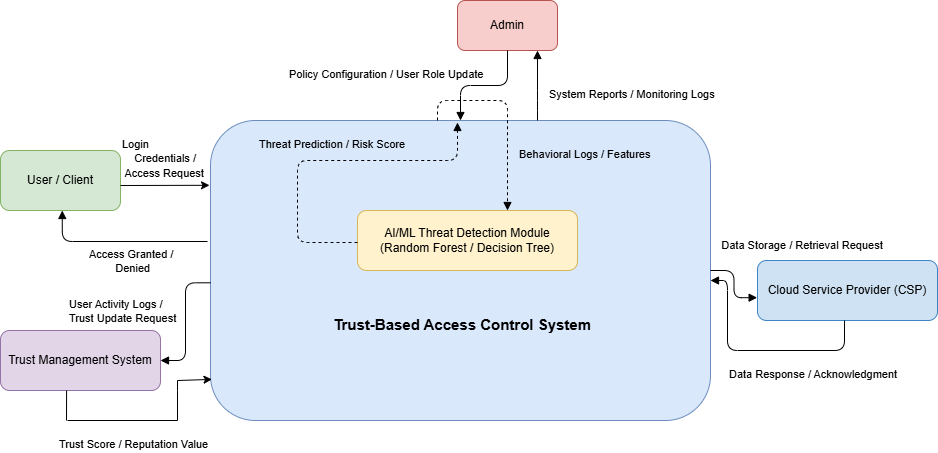 Admin
Policy Configuration / User Role Update
System Reports / Monitoring Logs
Login
Credentials /
Access Request
Threat Prediction / Risk Score
Behavioral Logs / Features
User / Client
AI/ML Threat Detection Module
(Random Forest / Decision Tree)
Access Granted /
Denied
Data Storage / Retrieval Request
Cloud Service Provider (CSP)
User Activity Logs /
Trust Update Request
Trust-Based Access Control System
Trust Management System
Data Response / Acknowledgment
Trust Score / Reputation Value